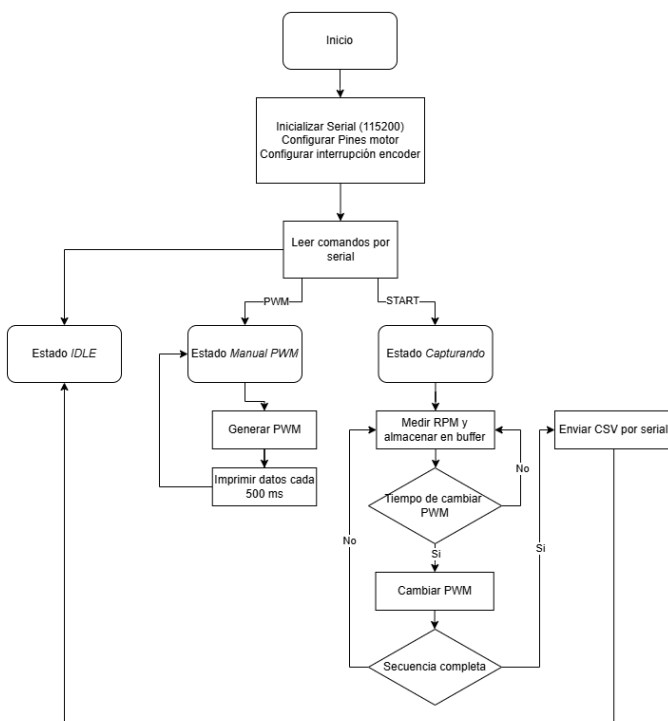 Inicio
Inicializar Serial (115200)
Configurar Pines motor
Configurar interrupción encoder
Leer comandos por
serial
PWM
START
Estado IDLE
Estado Manual PWM
Estado Capturando
Generar PWM
Medir RPM y
almacenar en buffer
Enviar CSV por serial
Imprimir datos cada
500 ms
No
Tiempo de cambiar
PWM
No
Si
Si
Cambiar PWM
Secuencia completa